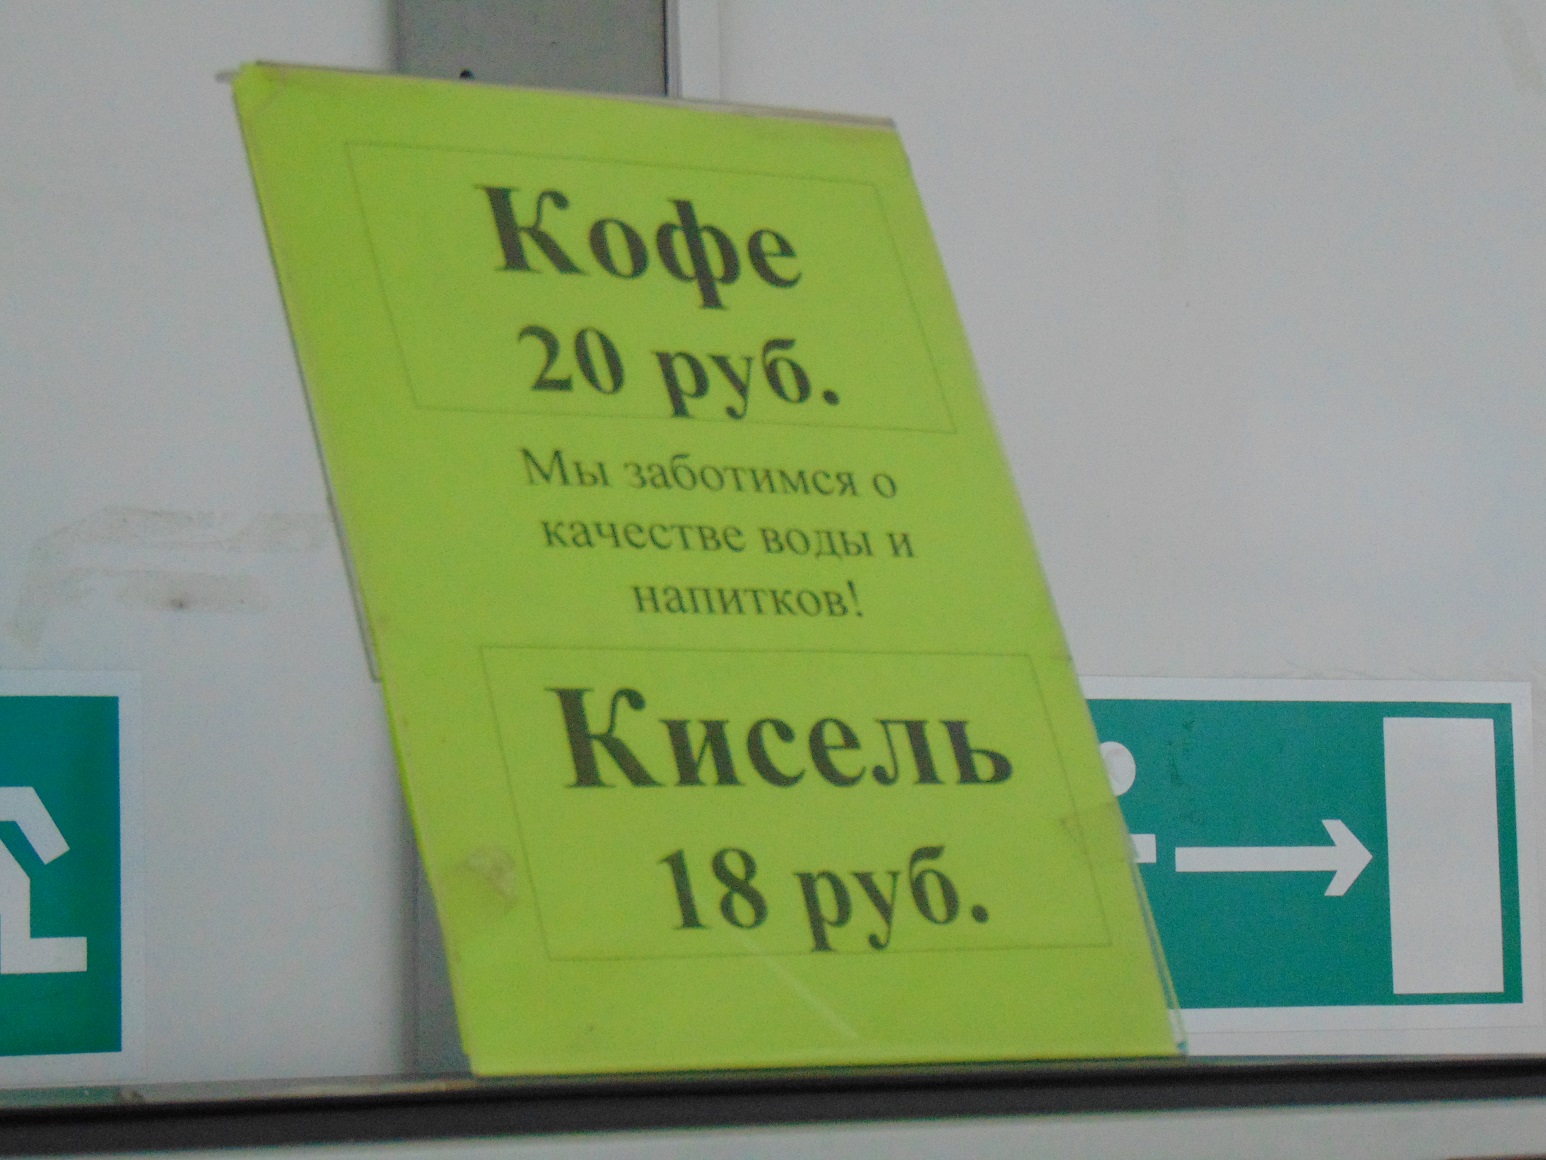 Кофе
20 руб.
Мы заботимся о
качестве воды и
напитков!
Кисель
18 руб.